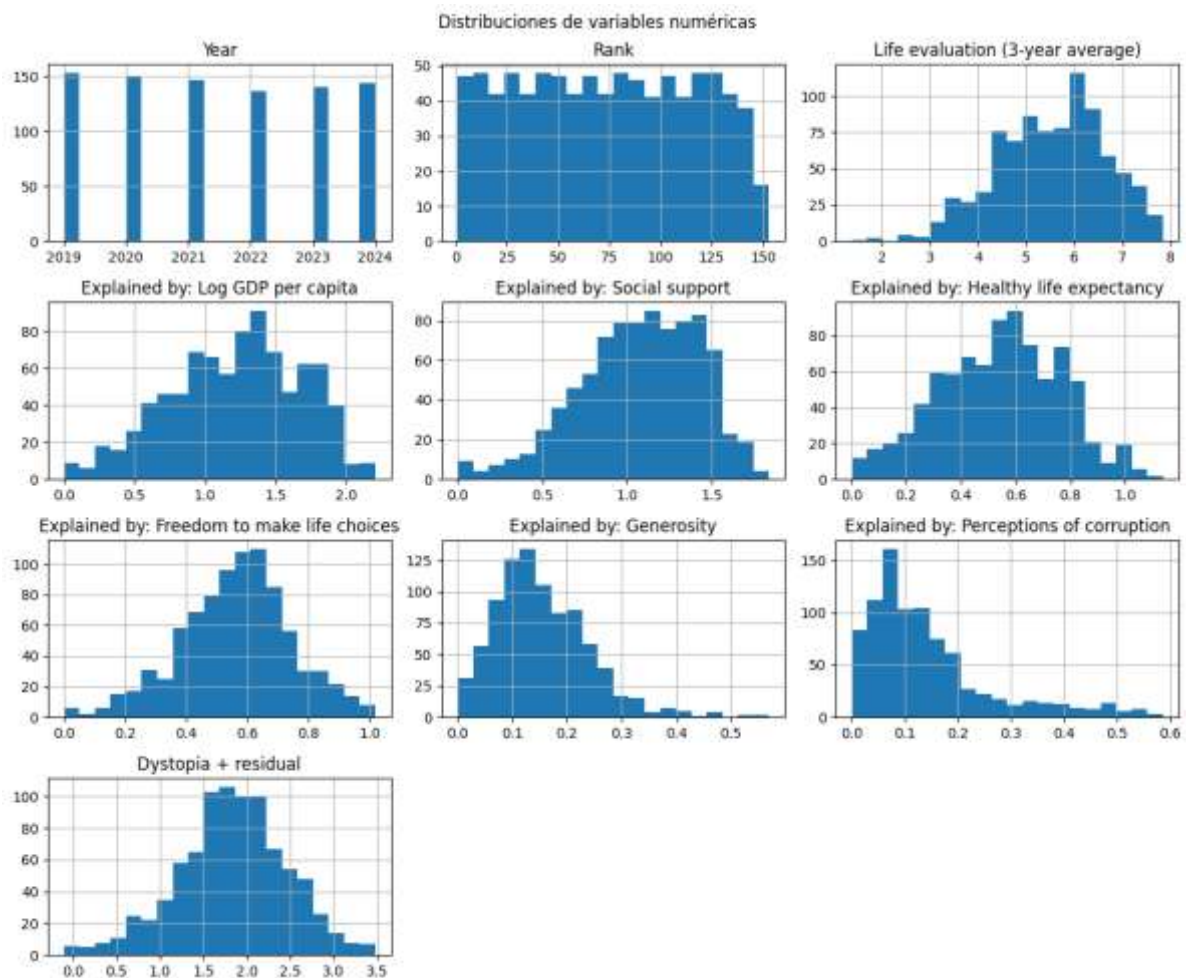 Distribuciones de variables numéricas
Year
Rank
Life evaluation (3-year average)
150
100
50
0
2019 2020 2021 2022 2023 2024
50
40
30
20
10
0
0 25 50 75 100 125 150
100
75
50
25
0
2 3 4 5 6 7 8
Explained by: Log GDP per capita
Explained by: Social support
Explained by: Healthy life expectancy
80
60
40
20
0
0.0 0.5 1.0 1.5 2.0
80
60
40
20
0
0.0 0.5 1.0 1.5
80
60
40
20
0
0.0 0.2 0.4 0.6 0.8 1.0
Explained by: Freedom to make life choices
Explained by: Generosity
Explained by: Perceptions of corruption
100
80
60
40
20
0
0.0 0.2 0.4 0.6 0.8 1.0
125
100
75
50
25
0
0.0 0.1 0.2 0.3 0.4 0.5
150
100
50
0
0.0 0.1 0.2 0.3 0.4 0.5 0.6
Dystopia + residual
100
80
60
40
20
0
0.0 0.5 1.0 1.5 2.0 2.5 3.0 3.5